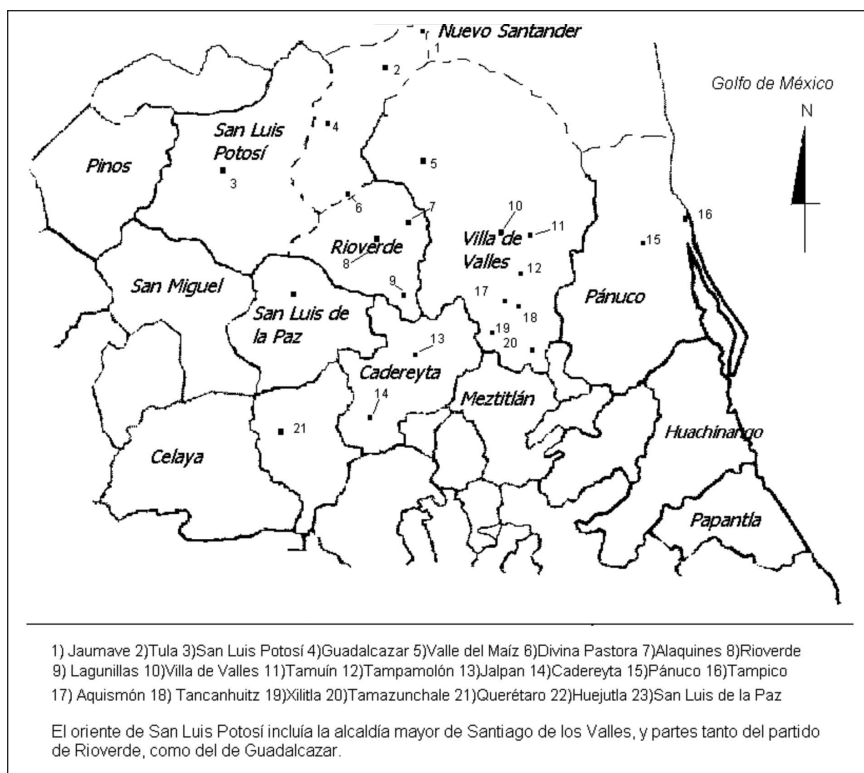 Nuevo Santander
1
2
Golfo de México
N
4
San Luis
Potosí
Pinos
3
5
6
7
10
11
16
Rioverde
8
Villa de
Valles
15
12
San Miguel
9
17
18
Pánuco
San Luis de
la Paz
19
20
13
Cadereyta
Meztitlán
14
21
Huachinango
Celaya
Papantla
1) Jaumave 2)Tula 3)San Luis Potosí 4)Guadalcazar 5)Valle del Maíz 6)Divina Pastora 7)Alaquines 8)Rioverde
9) Lagunillas 10)Villa de Valles 11)Tamuín 12)Tampamolón 13)Jalpan 14)Cadereyta 15)Pánuco 16)Tampico
17) Aquismón 18) Tancanhuitz 19)Xilitla 20)Tamazunchale 21)Querétaro 22)Huejutla 23)San Luis de la Paz
El oriente de San Luis Potosí incluía la alcaldía mayor de Santiago de los Valles, y partes tanto del partido
de Rioverde, como del de Guadalcazar.